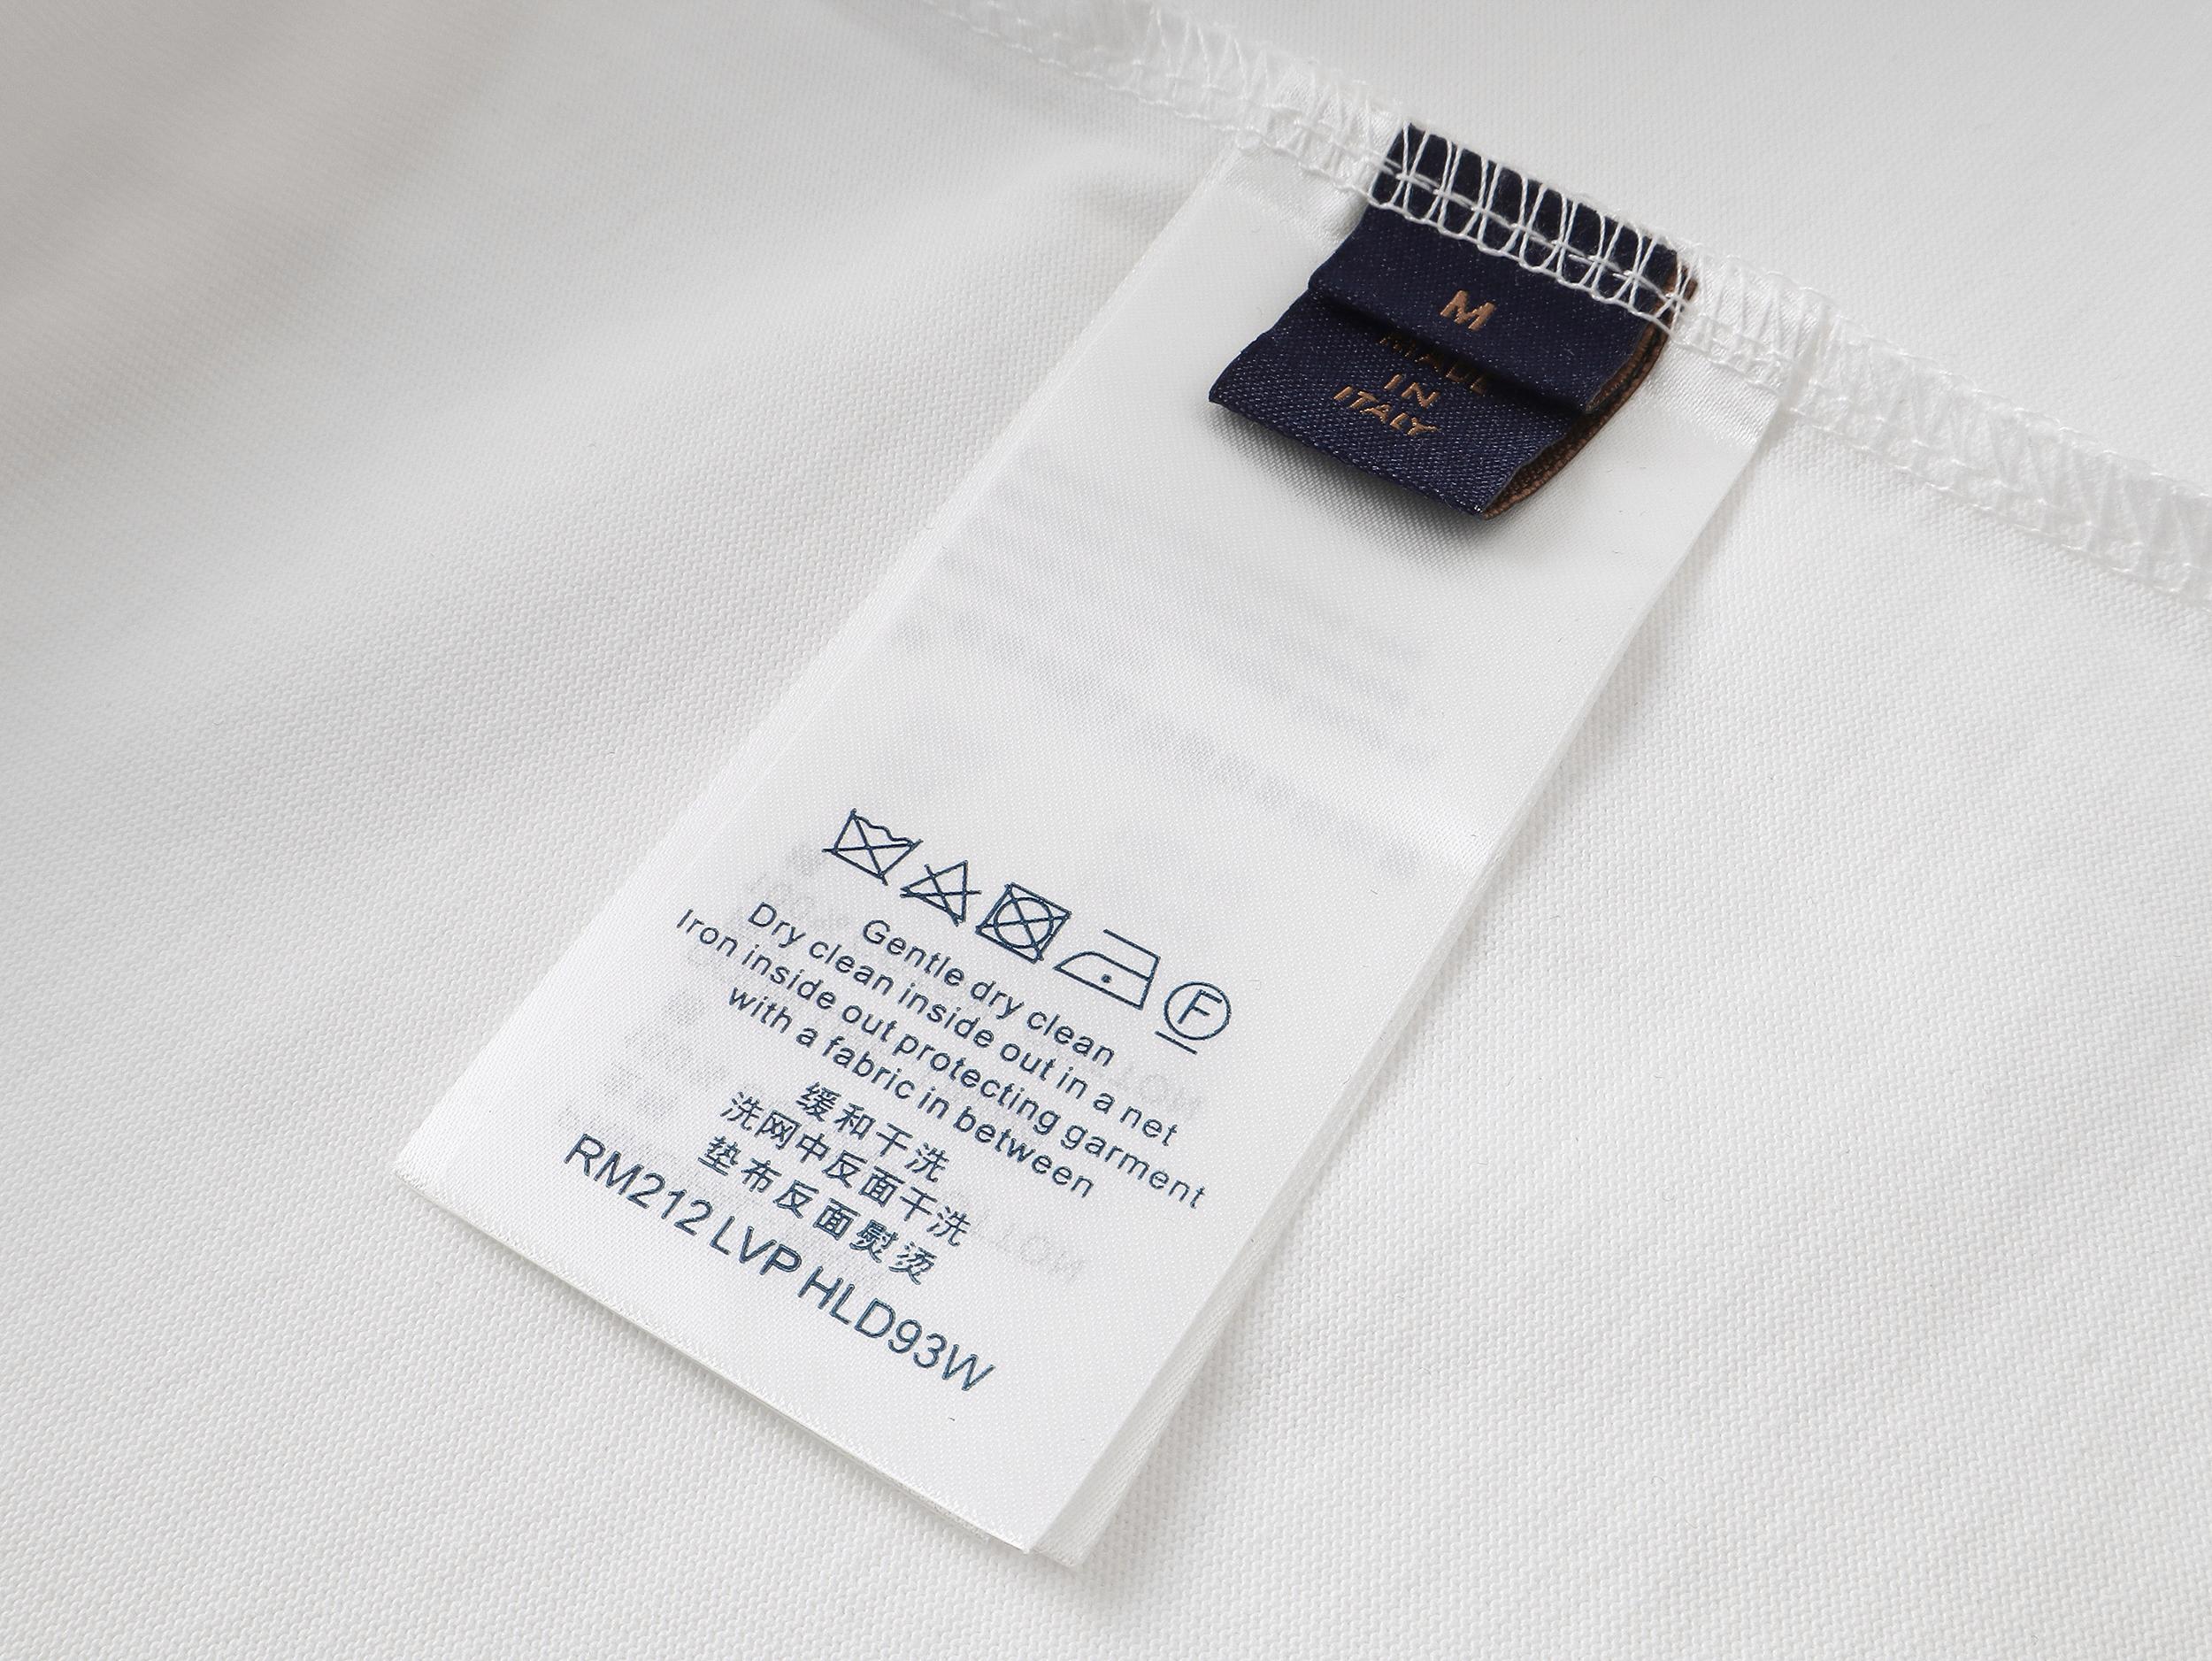 M
MADE
IN
ITALY
F
Gentle dry clean
Dry clean inside out in a net
Iron inside out protecting garment
with a fabric in between
缓和干洗
洗网中反面干洗
垫布反面熨烫
RM212 LVP HLD93W